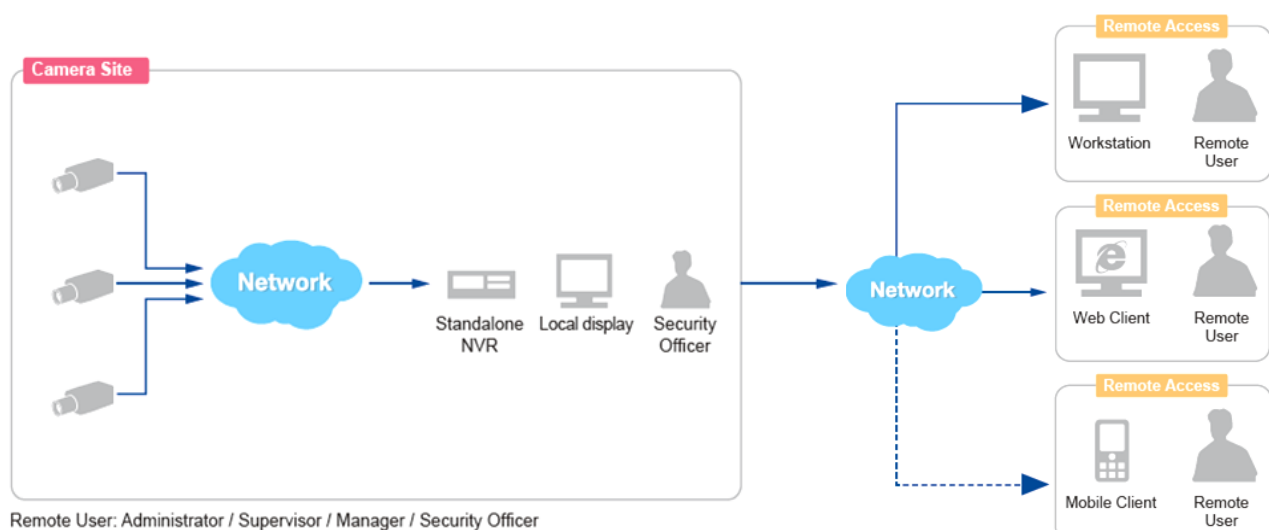 Camera Site
Network
Standalone
NVR
Local display
Security
Officer
Network
Remote Access
Workstation
Remote
User
Remote Access
Web Client
Remote
User
Remote Access
Mobile Client
Remote
User
Remote User: Administrator / Supervisor / Manager / Security Officer